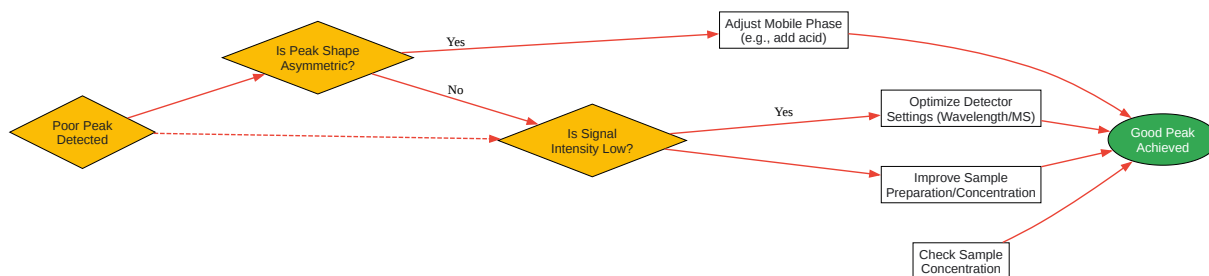 Poor Peak
Detected
Is Peak Shape
Asymmetric?
Yes
No
Adjust Mobile Phase
(e.g., add acid)
Is Signal
Intensity Low?
Yes
Optimize Detector
Settings (Wavelength/MS)
Improve Sample
Preparation/Concentration
Check Sample
Concentration
Good Peak
Achieved